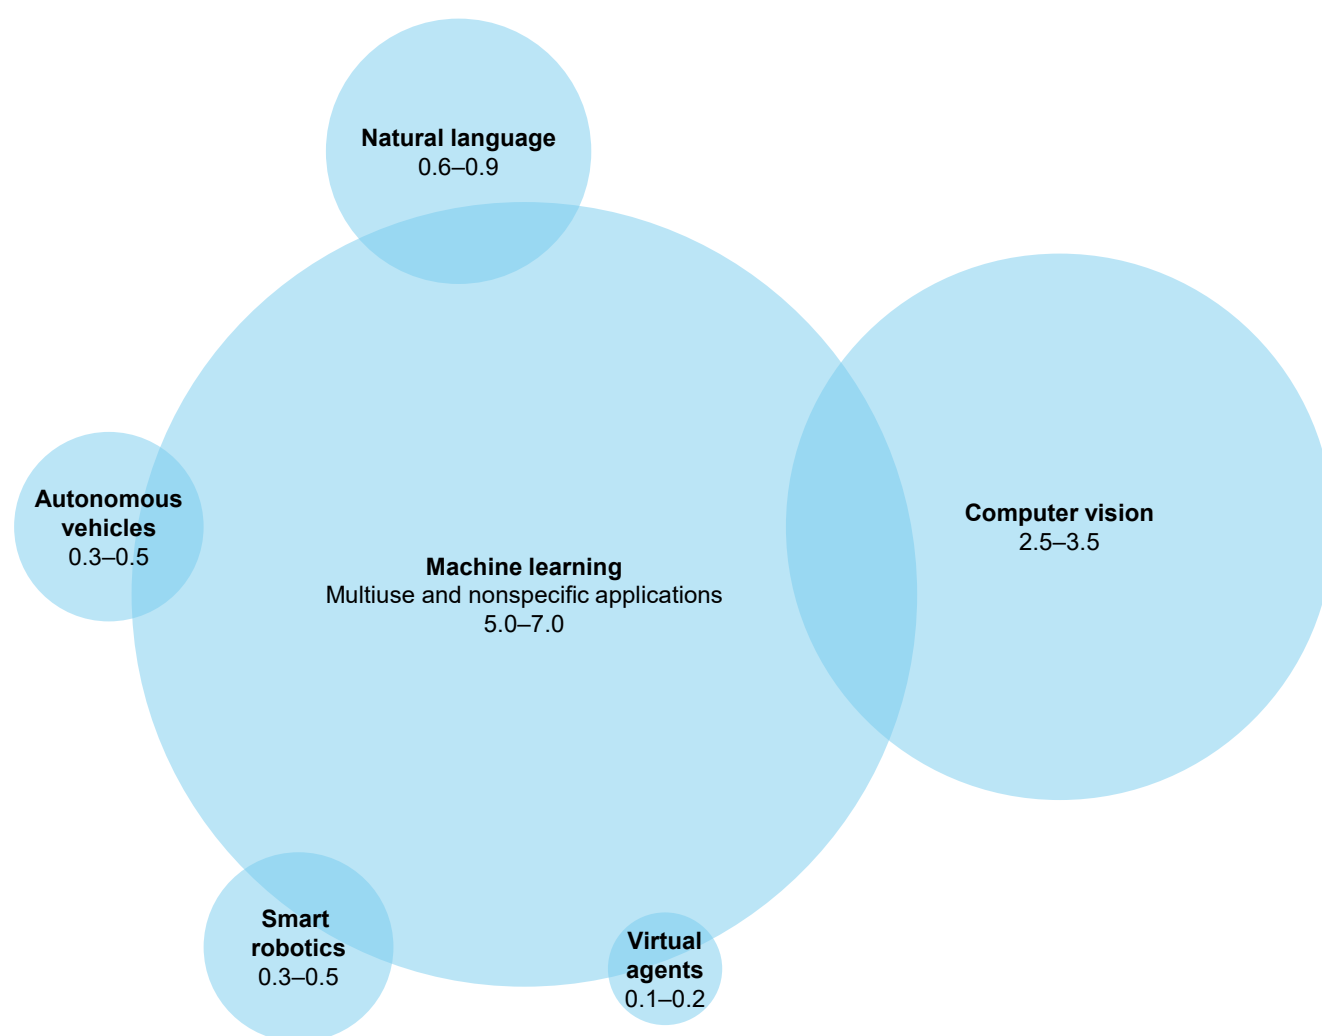 Natural language
0.6–0.9
Autonomous
vehicles
0.3–0.5
Computer vision
2.5–3.5
Machine learning
Multiuse and nonspecific applications
5.0–7.0
Smart
robotics
0.3–0.5
Virtual
agents
0.1–0.2